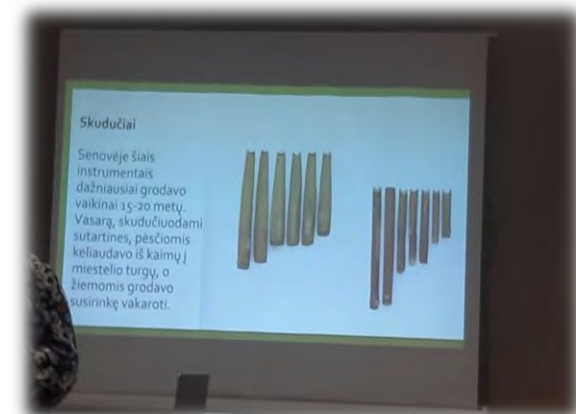 Skudučiai
Senovėje šiais
instrumentais
dažniausiai grodavo
vaikinai 15-20 metų.
Vasarą, skudučiuodami
sutartines, pėsčiomis
keliaudavo iš kaimų į
miestelio turgų, o
žiemomis grodavo
susirinkę vakaroti.